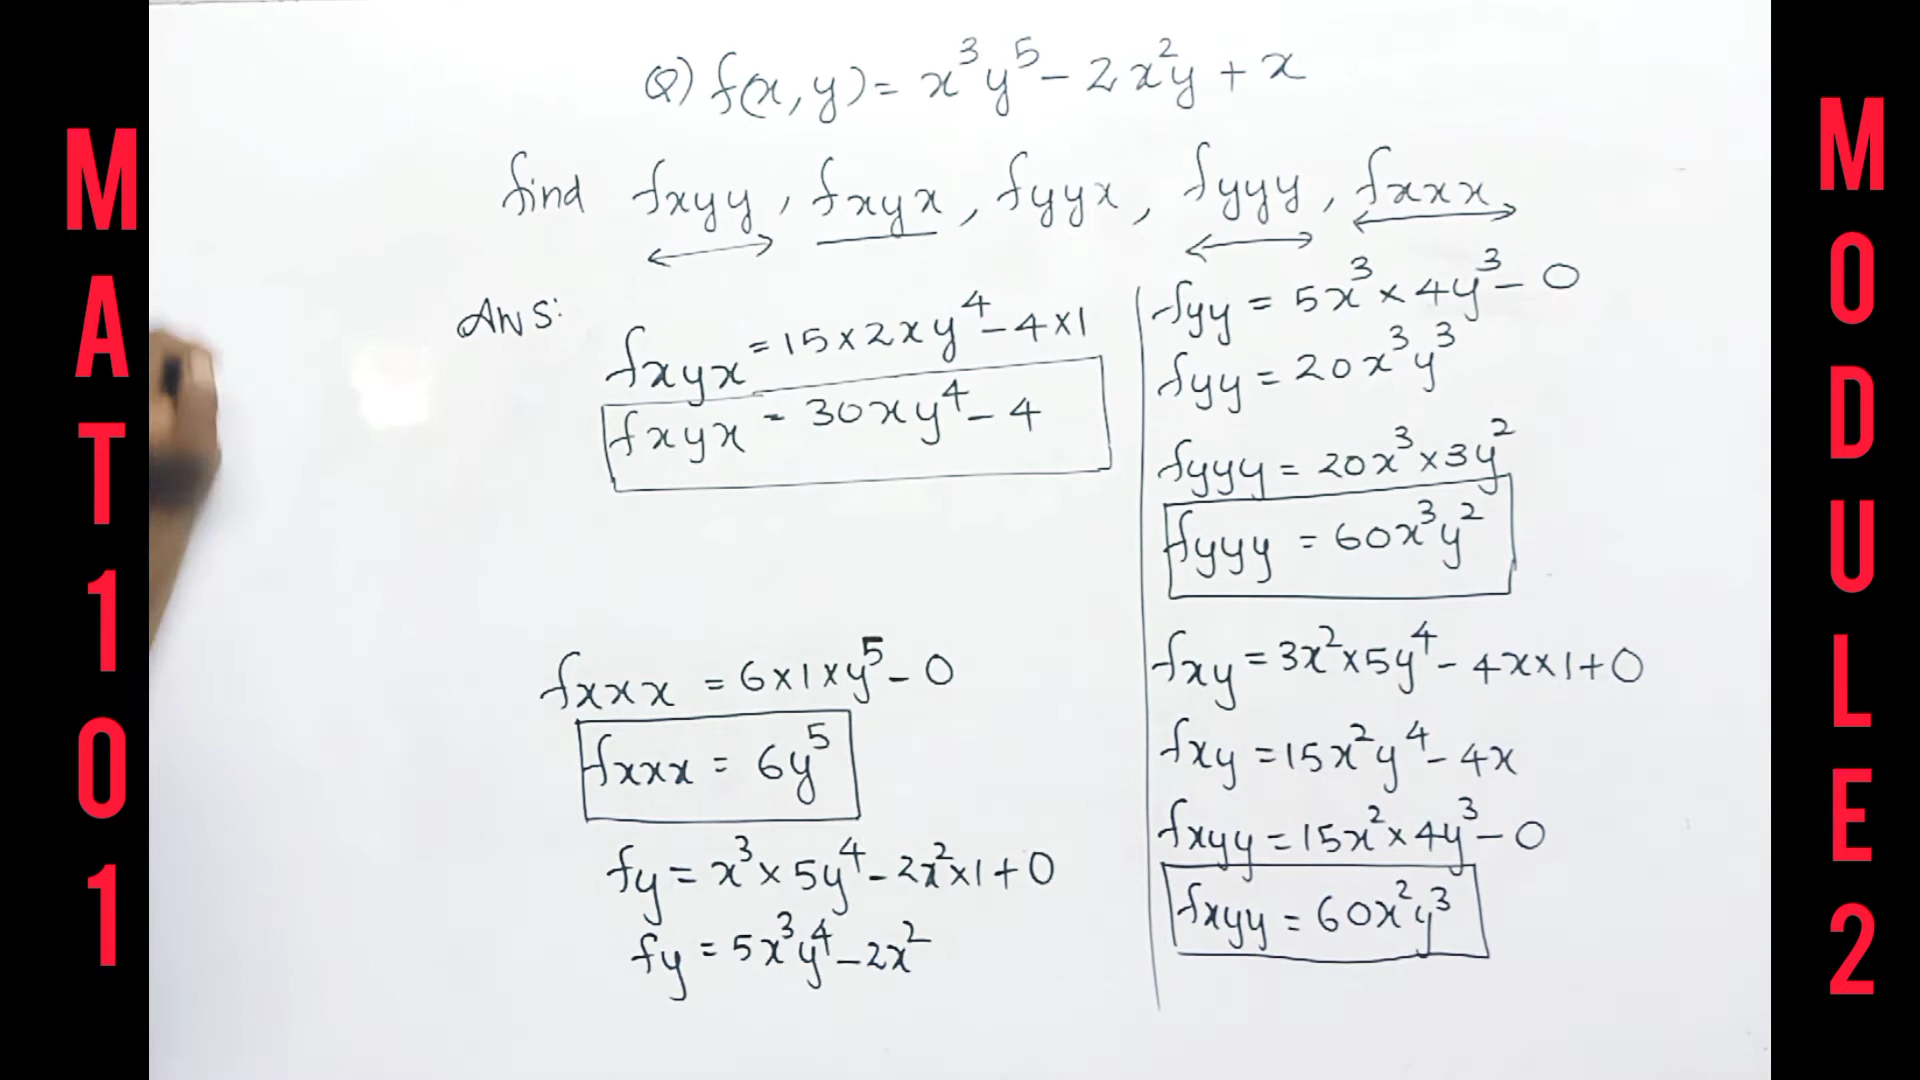 MAT101
Q) f(x, y) = x³y⁵ - 2x²y + x
find fxyy, fxyx, fyyx, fyyy, fxxx
Ans:
fxyx = 15×2xy⁴ - 4×1
fxyx = 30xy⁴ - 4
fxxx = 6×1×y⁵ - 0
fxxx = 6y⁵
fy = x³×5y⁴ - 2x²×1+0
fy = 5x³y⁴ - 2x²
fyy = 5x³×4y³ - 0
fyy = 20x³y³
fyyy = 20x³×3y²
fyyy = 60x³y²
fxy = 3x²×5y⁴ - 4x×1+0
fxy = 15x²y⁴ - 4x
fxyy = 15x²×4y³ - 0
fxyy = 60x²y³
MODULE2